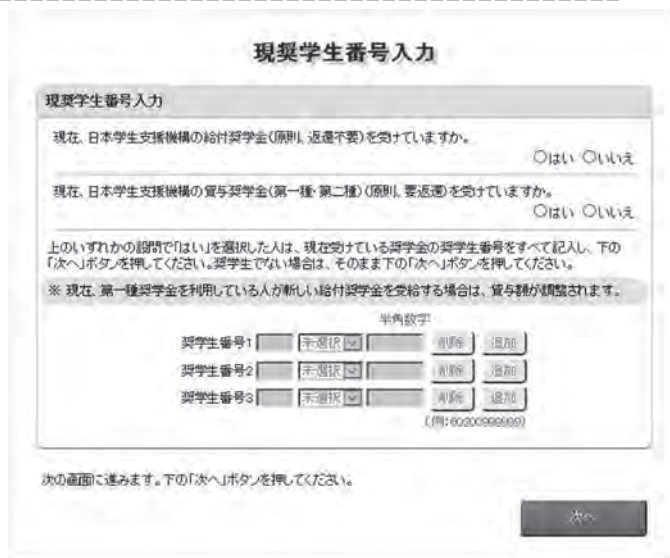 現奨学生番号入力
現奨学生番号入力
現在、日本学生支援機構の給付奨学金(原則、返還不要)を受けていますか。
○はい ○いいえ
現在、日本学生支援機構の貸与奨学金(第一種・第二種)(原則、要返還)を受けていますか。
○はい ○いいえ
上のいずれかの設問で「はい」を選択した人は、現在受けている奨学金の奨学生番号をすべて記入し、下の
「次へ」ボタンを押してください。奨学生でない場合は、そのまま下の「次へ」ボタンを押してください。
※ 現在、第一種奨学金を利用している人が新しい給付奨学金を受給する場合は、貸与額が調整されます。
半角数字
奨学生番号1 未選択 削除 追加
奨学生番号2 未選択 削除 追加
奨学生番号3 未選択 削除 追加
(例:60200999999)
次の画面に進みます。下の「次へ」ボタンを押してください。
次へ